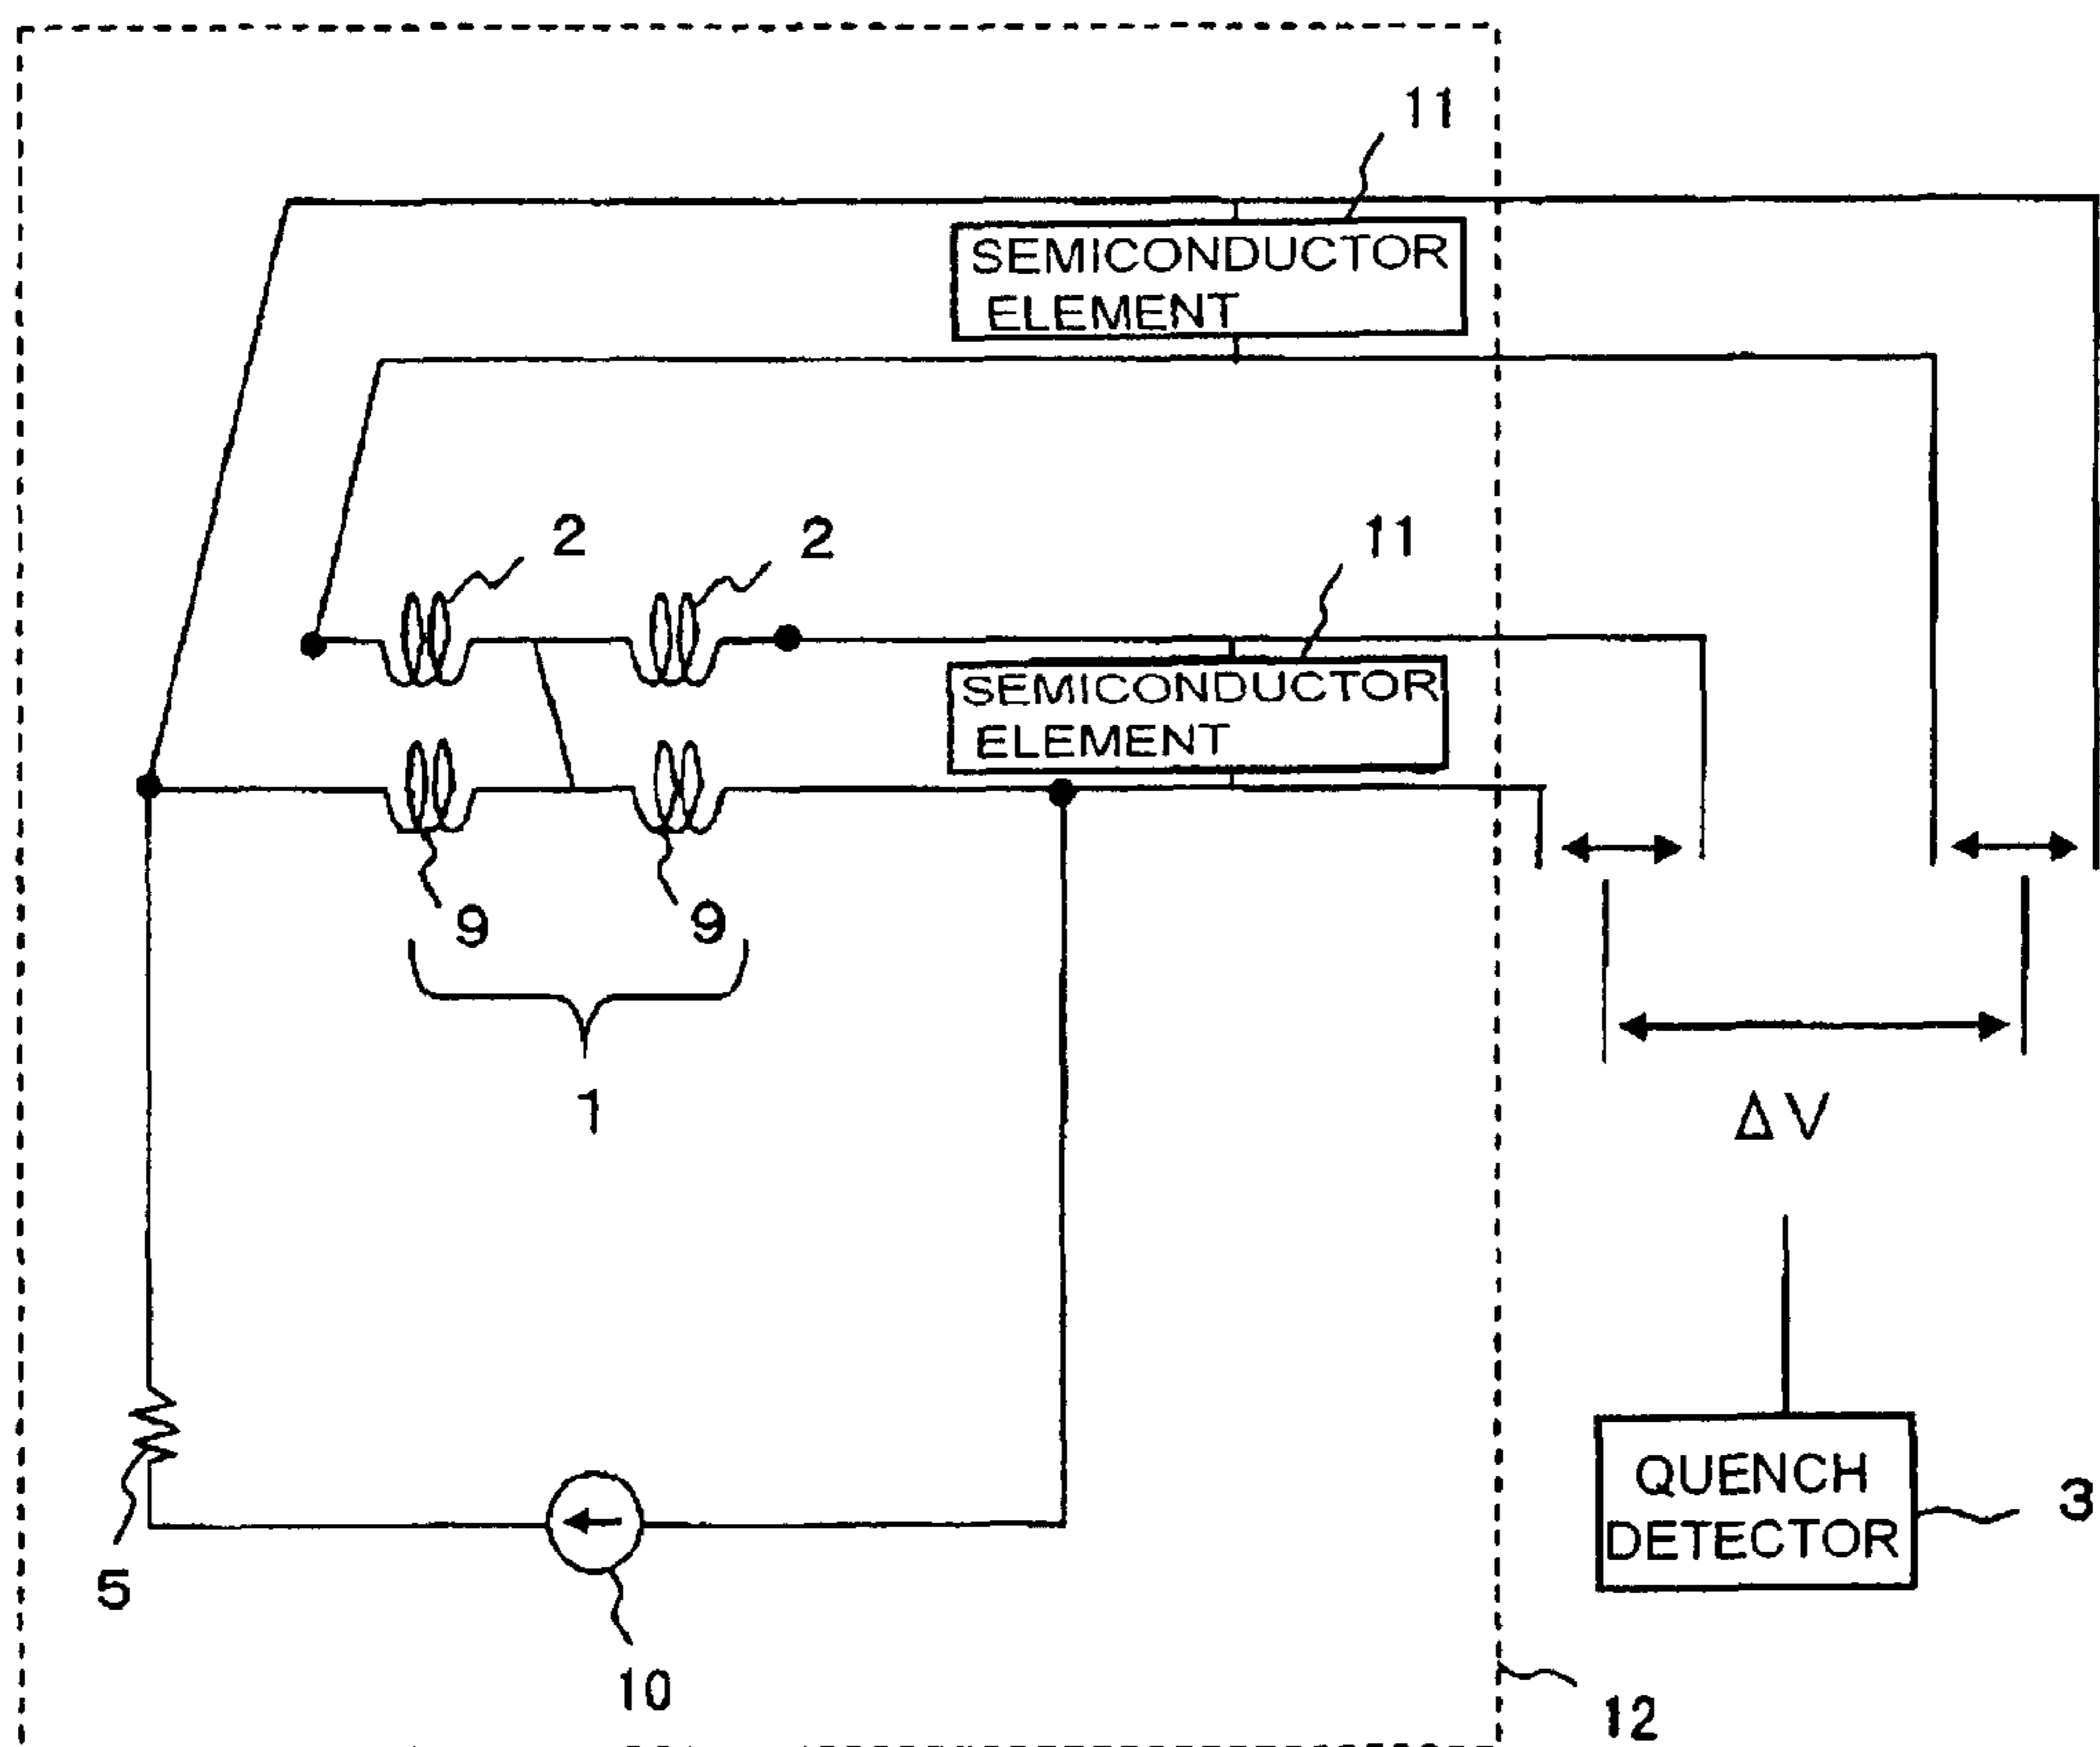 11
SEMICONDUCTOR
ELEMENT
2
2
11
SEMICONDUCTOR
ELEMENT
9
9
1
ΔV
QUENCH
DETECTOR
3
5
10
12